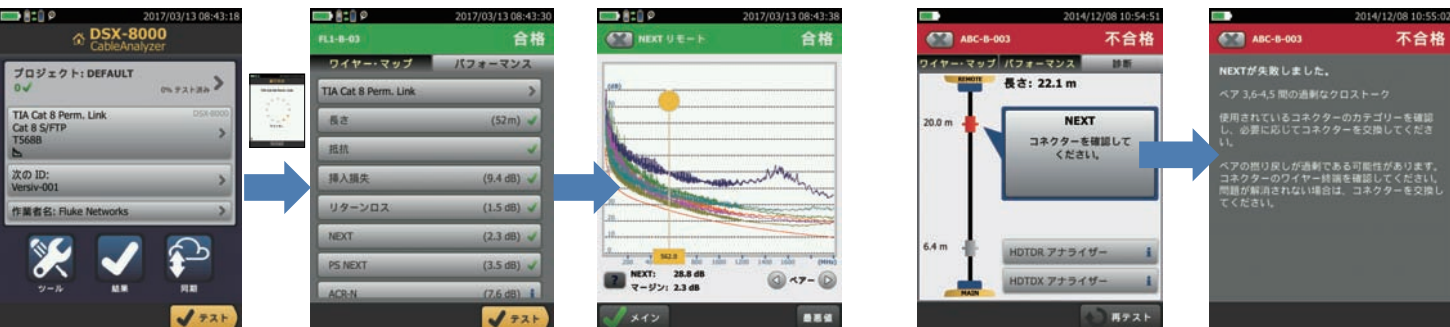 2017/03/13 08:43:18
DSX-8000
CableAnalyzer
プロジェクト: DEFAULT
0✓
0% テスト済み
TIA Cat 8 Perm. Link
DSX-8000
Cat 8 S/FTP
T568B
次の ID:
Versiv-001
作業者名: Fluke Networks
ツール
結果
同期
テスト
2017/03/13 08:43:30
FL1-B-03
合格
ワイヤー・マップ
パフォーマンス
TIA Cat 8 Perm. Link
長さ
(52m)
抵抗
挿入損失
(9.4 dB)
リターンロス
(1.5 dB)
NEXT
(2.3 dB)
PS NEXT
(3.5 dB)
ACR-N
(7.6 dB)
テスト
2017/03/13 08:43:38
NEXT リモート
合格
(dB)
562.0
800 1000 1200 1400 1600
(MHz)
NEXT: 28.8 dB
マージン: 2.3 dB
ペアー
メイン
最悪値
2014/12/08 10:54:51
ABC-B-003
不合格
ワイヤー・マップ
パフォーマンス
診断
REMOTE
長さ: 22.1 m
20.0 m
NEXT
コネクターを確認して
ください。
6.4 m
HDTDR アナライザー
HDTDX アナライザー
MAIN
再テスト
2014/12/08 10:55:02
ABC-B-003
不合格
NEXTが失敗しました。
ペア 3,6-4,5 間の過剰なクロストーク
使用されているコネクターのカテゴリーを確認
し、必要に応じてコネクターを交換してくださ
い。
ペアの撚り戻しが過剰である可能性があります。
コネクターのワイヤー終端を確認してください。
問題が解消されない場合は、コネクターを交換し
てください。